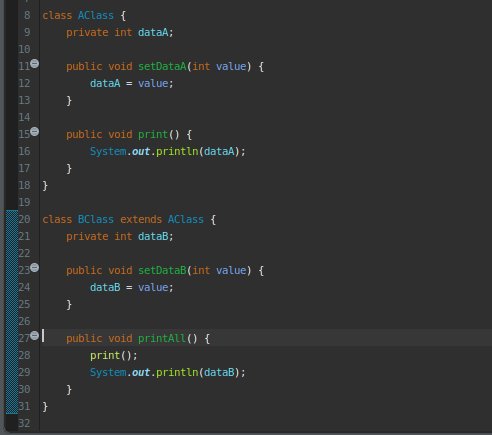 8 class AClass {
9     private int dataA;
10
11     public void setDataA(int value) {
12         dataA = value;
13     }
14
15     public void print() {
16         System.out.println(dataA);
17     }
18 }
19
20 class BClass extends AClass {
21     private int dataB;
22
23     public void setDataB(int value) {
24         dataB = value;
25     }
26
27     public void printAll() {
28         print();
29         System.out.println(dataB);
30     }
31 }
32